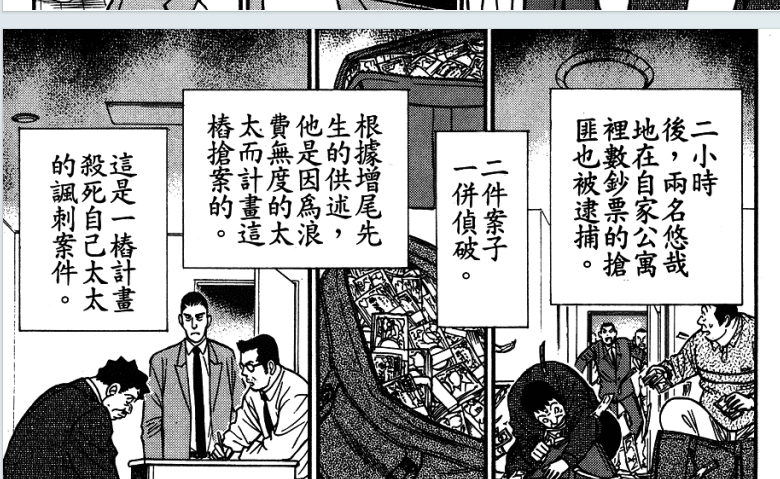 二小時
後，兩名悠哉
地在自家公寓
裡數鈔票的搶
匪也被逮捕。
二件案子
一併偵破。
根據增尾先
生的供述，
他是因為浪
費無度的太
太而計畫這
樁搶案的。
這是一樁計畫
殺死自己太太
的諷刺案件。